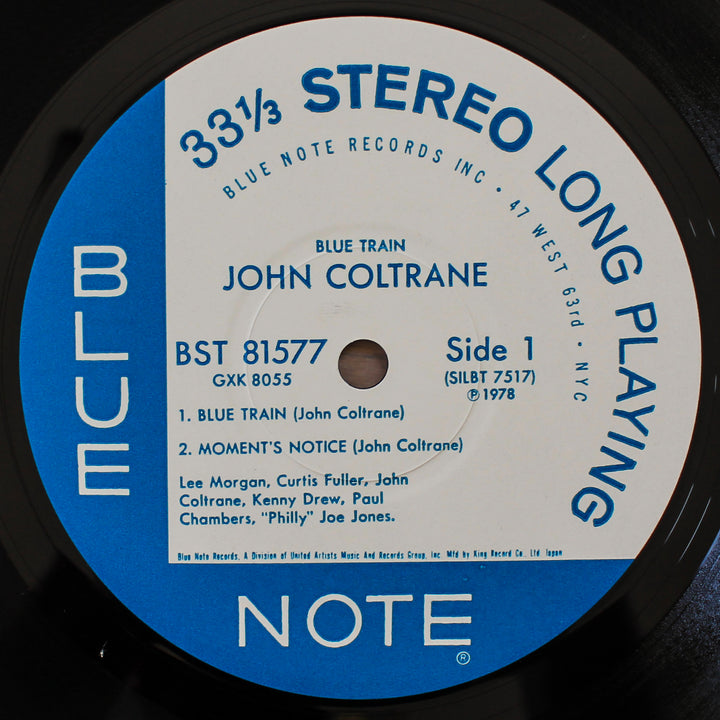 33⅓ STEREO LONG PLAYING
BLUE NOTE RECORDS INC • 47 WEST 63rd • NYC
BLUE TRAIN
JOHN COLTRANE
BST 81577
GXK 8055
Side 1
(SILBT 7517)
℗ 1978
1. BLUE TRAIN (John Coltrane)
2. MOMENT'S NOTICE (John Coltrane)
Lee Morgan, Curtis Fuller, John
Coltrane, Kenny Drew, Paul
Chambers, "Philly" Joe Jones.
Blue Note Records, A Division of United Artists Music And Records Group, Inc. Mfd by King Record Co., Ltd. Japan
BLUE
NOTE®